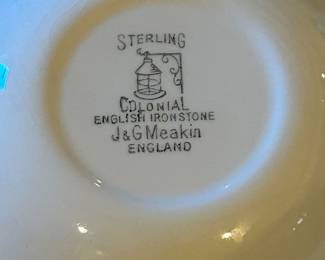 STERLING
COLONIAL
ENGLISH IRONSTONE
J&G Meakin
ENGLAND